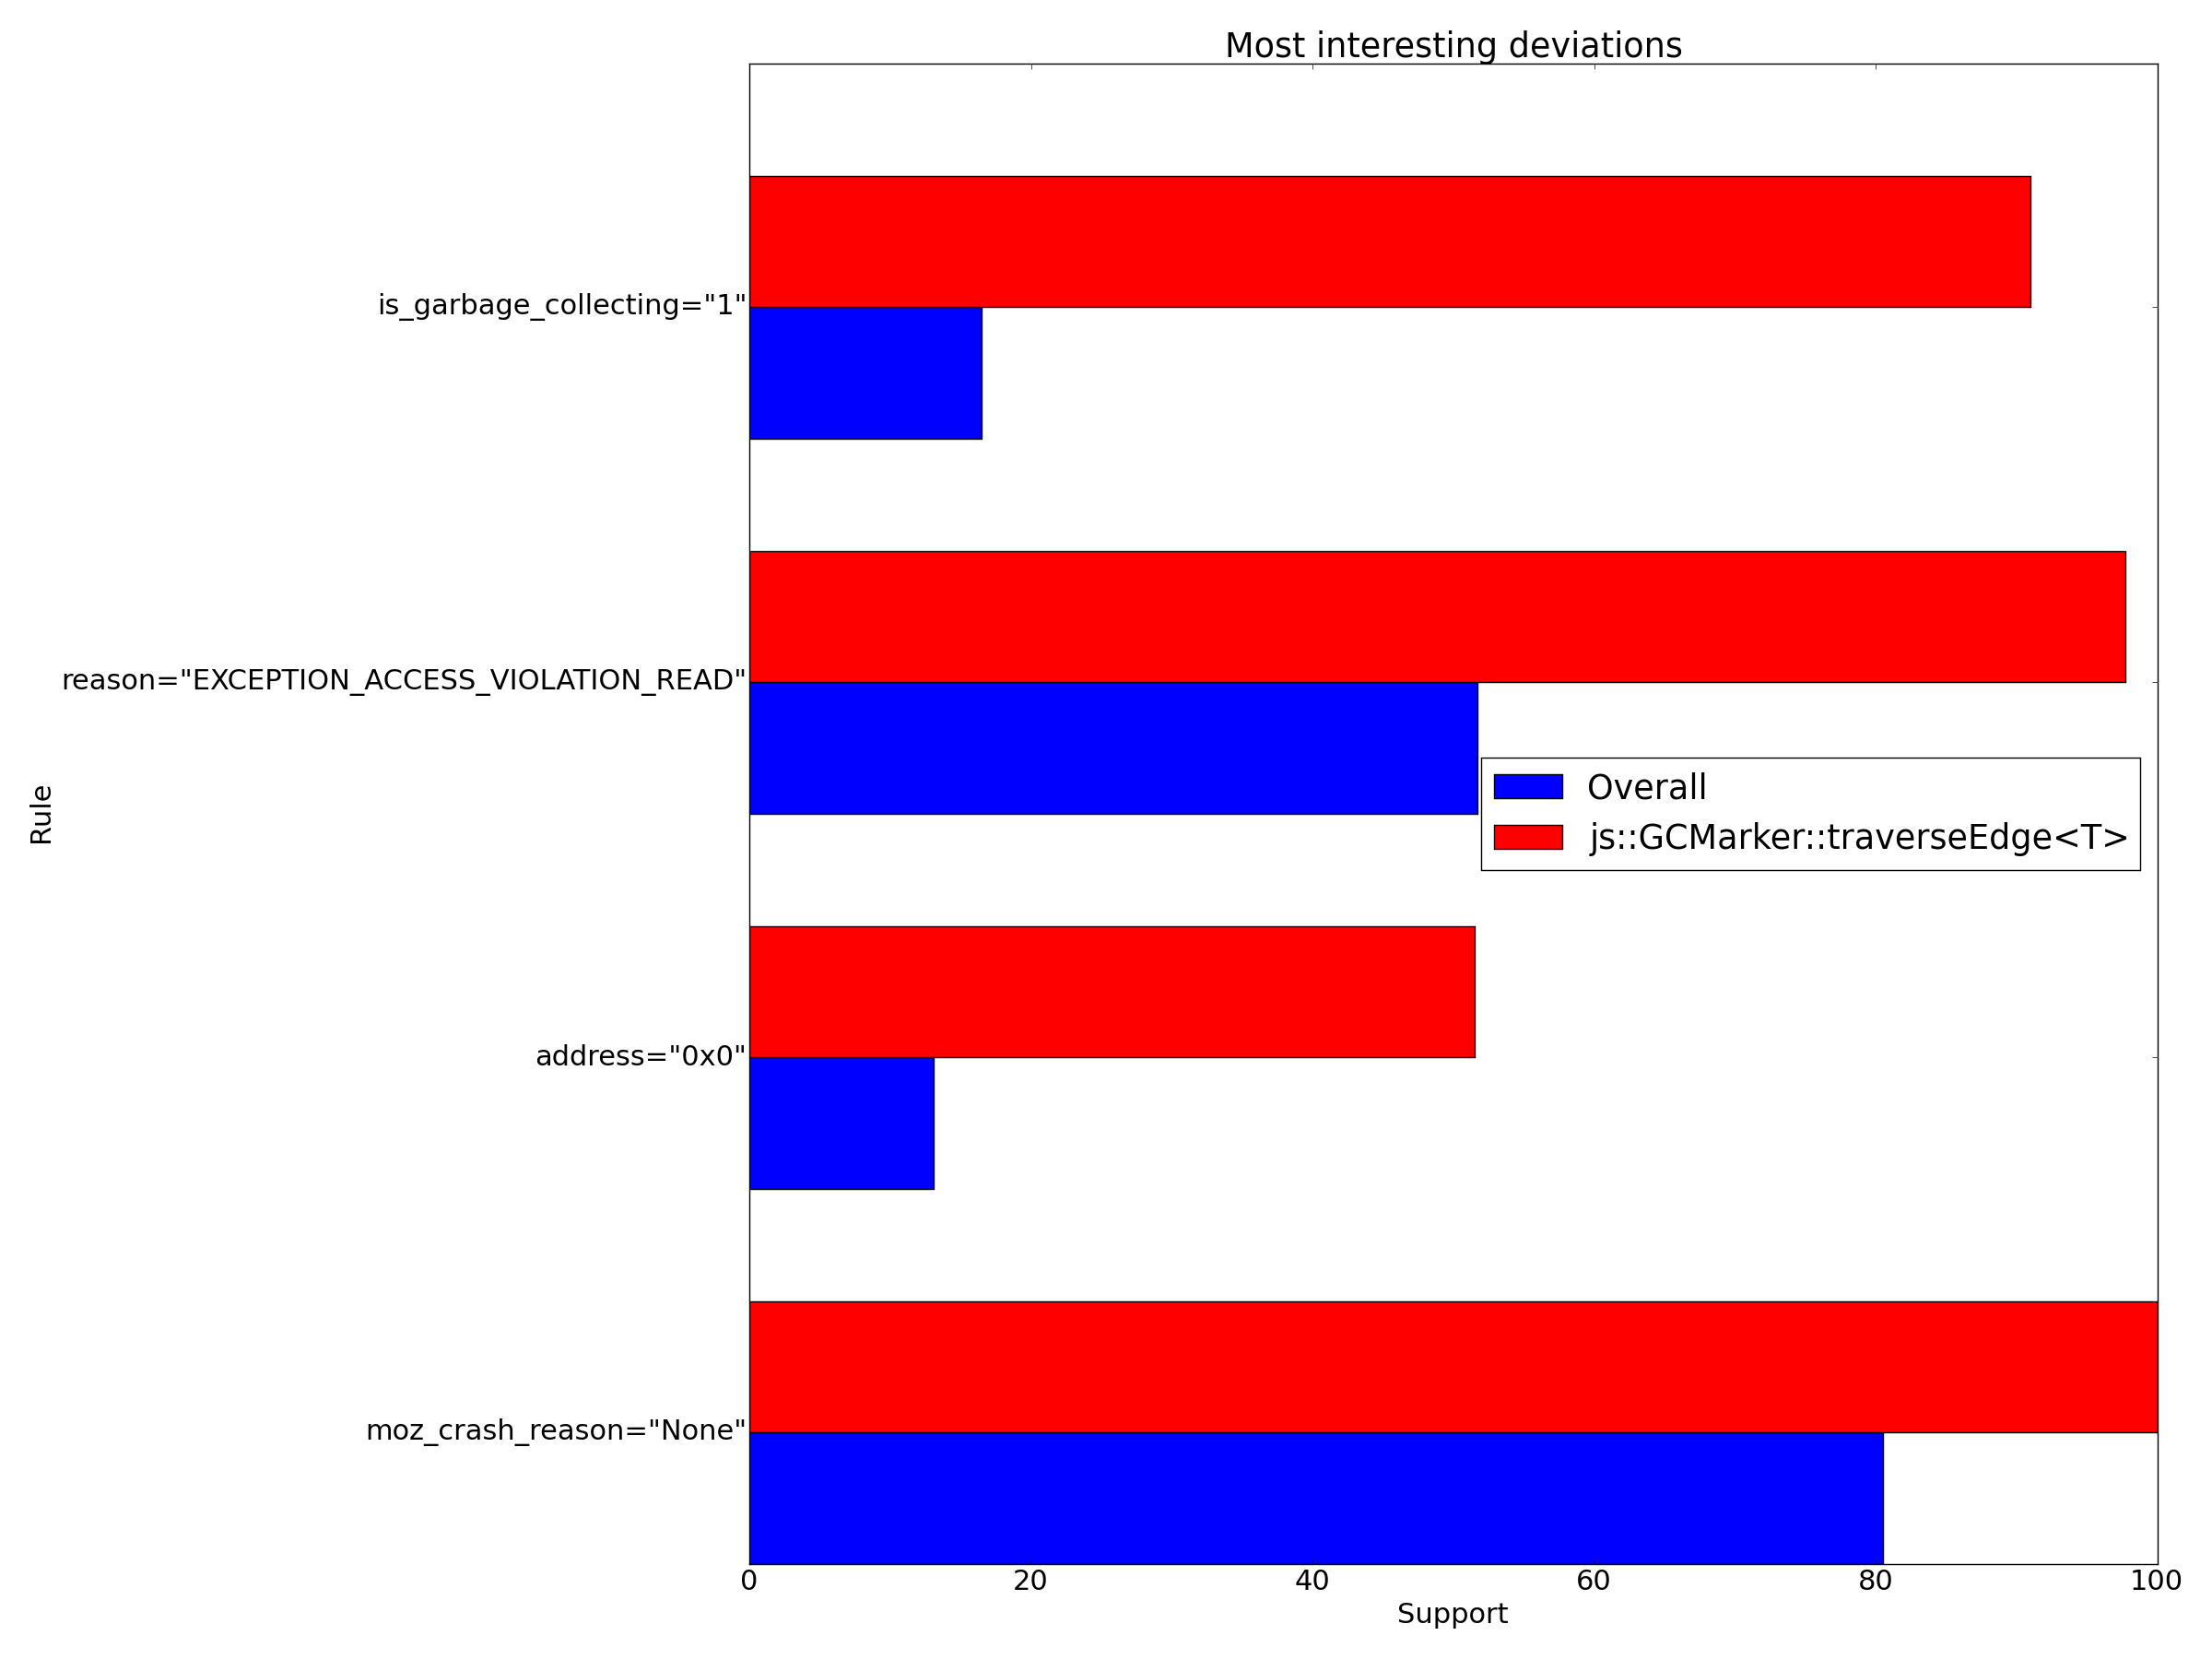 Most interesting deviations
is_garbage_collecting="1"
reason="EXCEPTION_ACCESS_VIOLATION_READ"
Rule
Overall
js::GCMarker::traverseEdge<T>
address="0x0"
moz_crash_reason="None"
0 20 40 60 80 100
Support